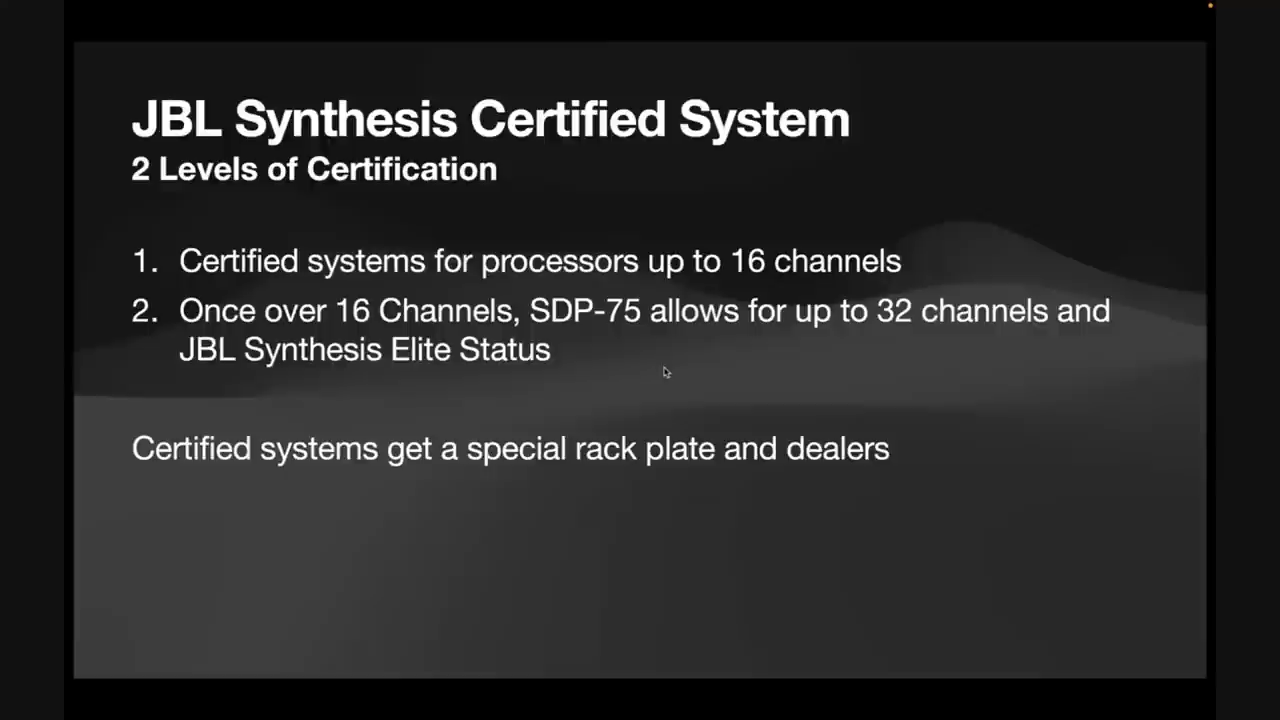 JBL Synthesis Certified System
2 Levels of Certification
1. Certified systems for processors up to 16 channels
2. Once over 16 Channels, SDP-75 allows for up to 32 channels and
JBL Synthesis Elite Status
Certified systems get a special rack plate and dealers